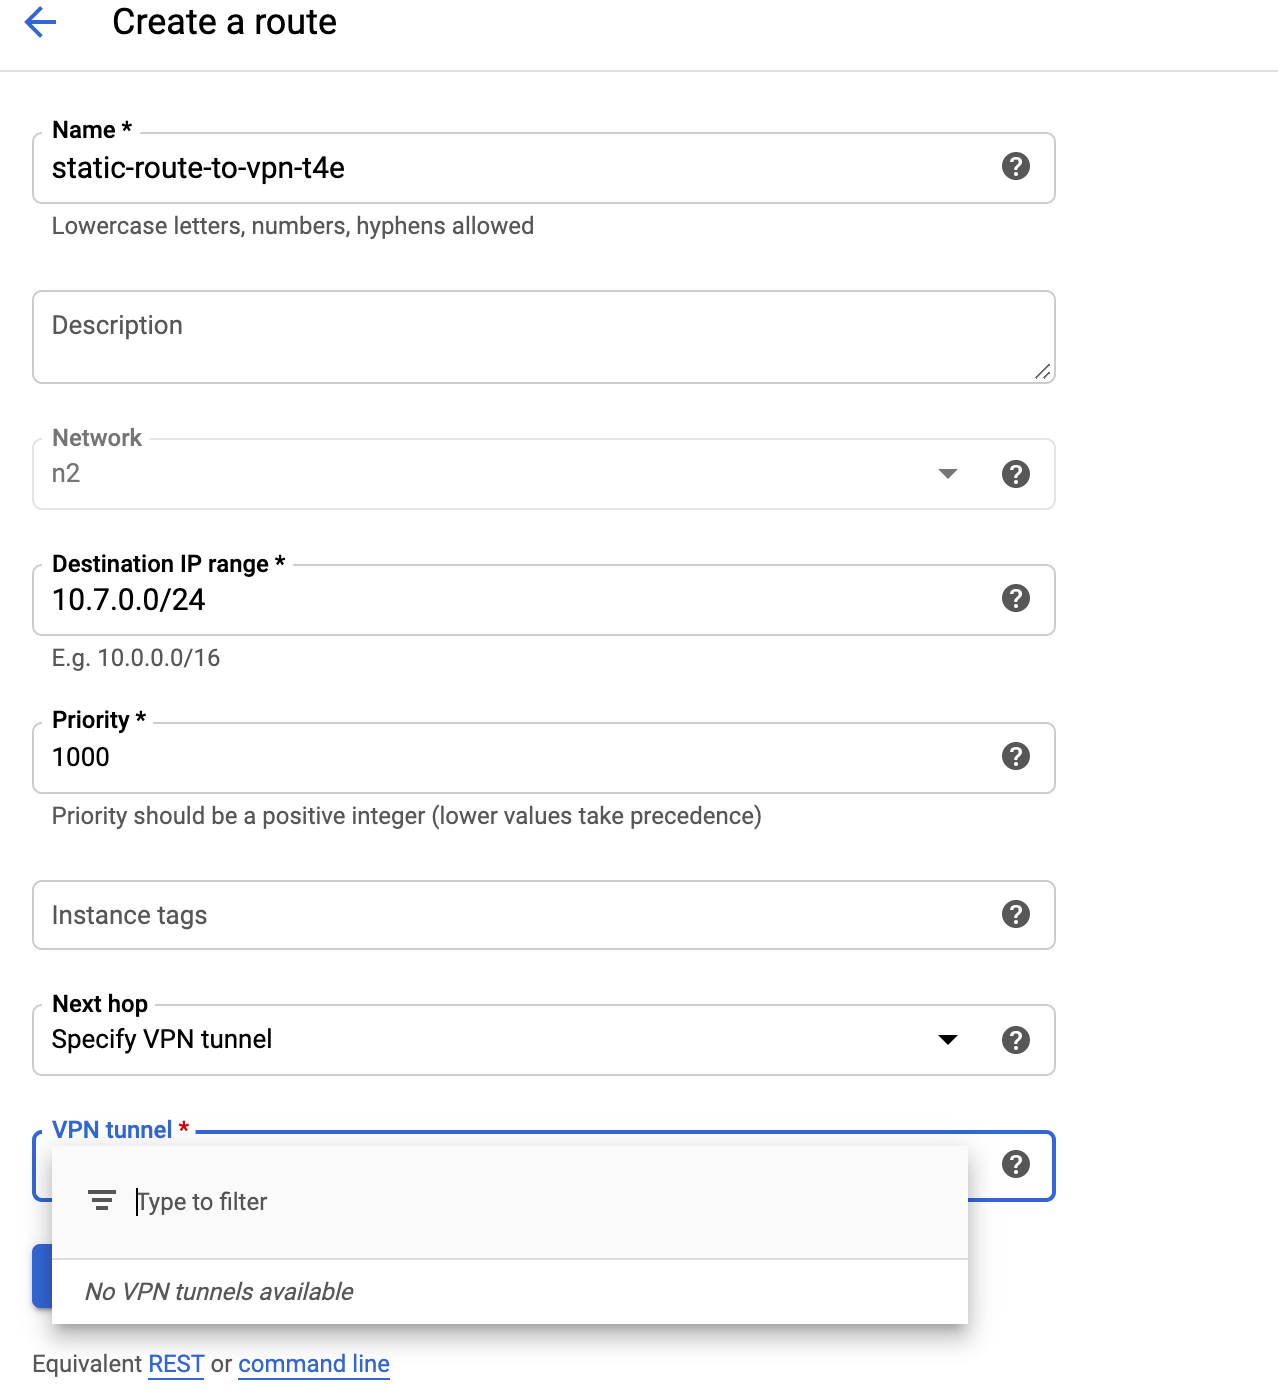 Create a route
Name *
static-route-to-vpn-t4e
Lowercase letters, numbers, hyphens allowed
Description
Network
n2
Destination IP range *
10.7.0.0/24
E.g. 10.0.0.0/16
Priority *
1000
Priority should be a positive integer (lower values take precedence)
Instance tags
Next hop
Specify VPN tunnel
VPN tunnel *
Type to filter
No VPN tunnels available
Equivalent REST or command line